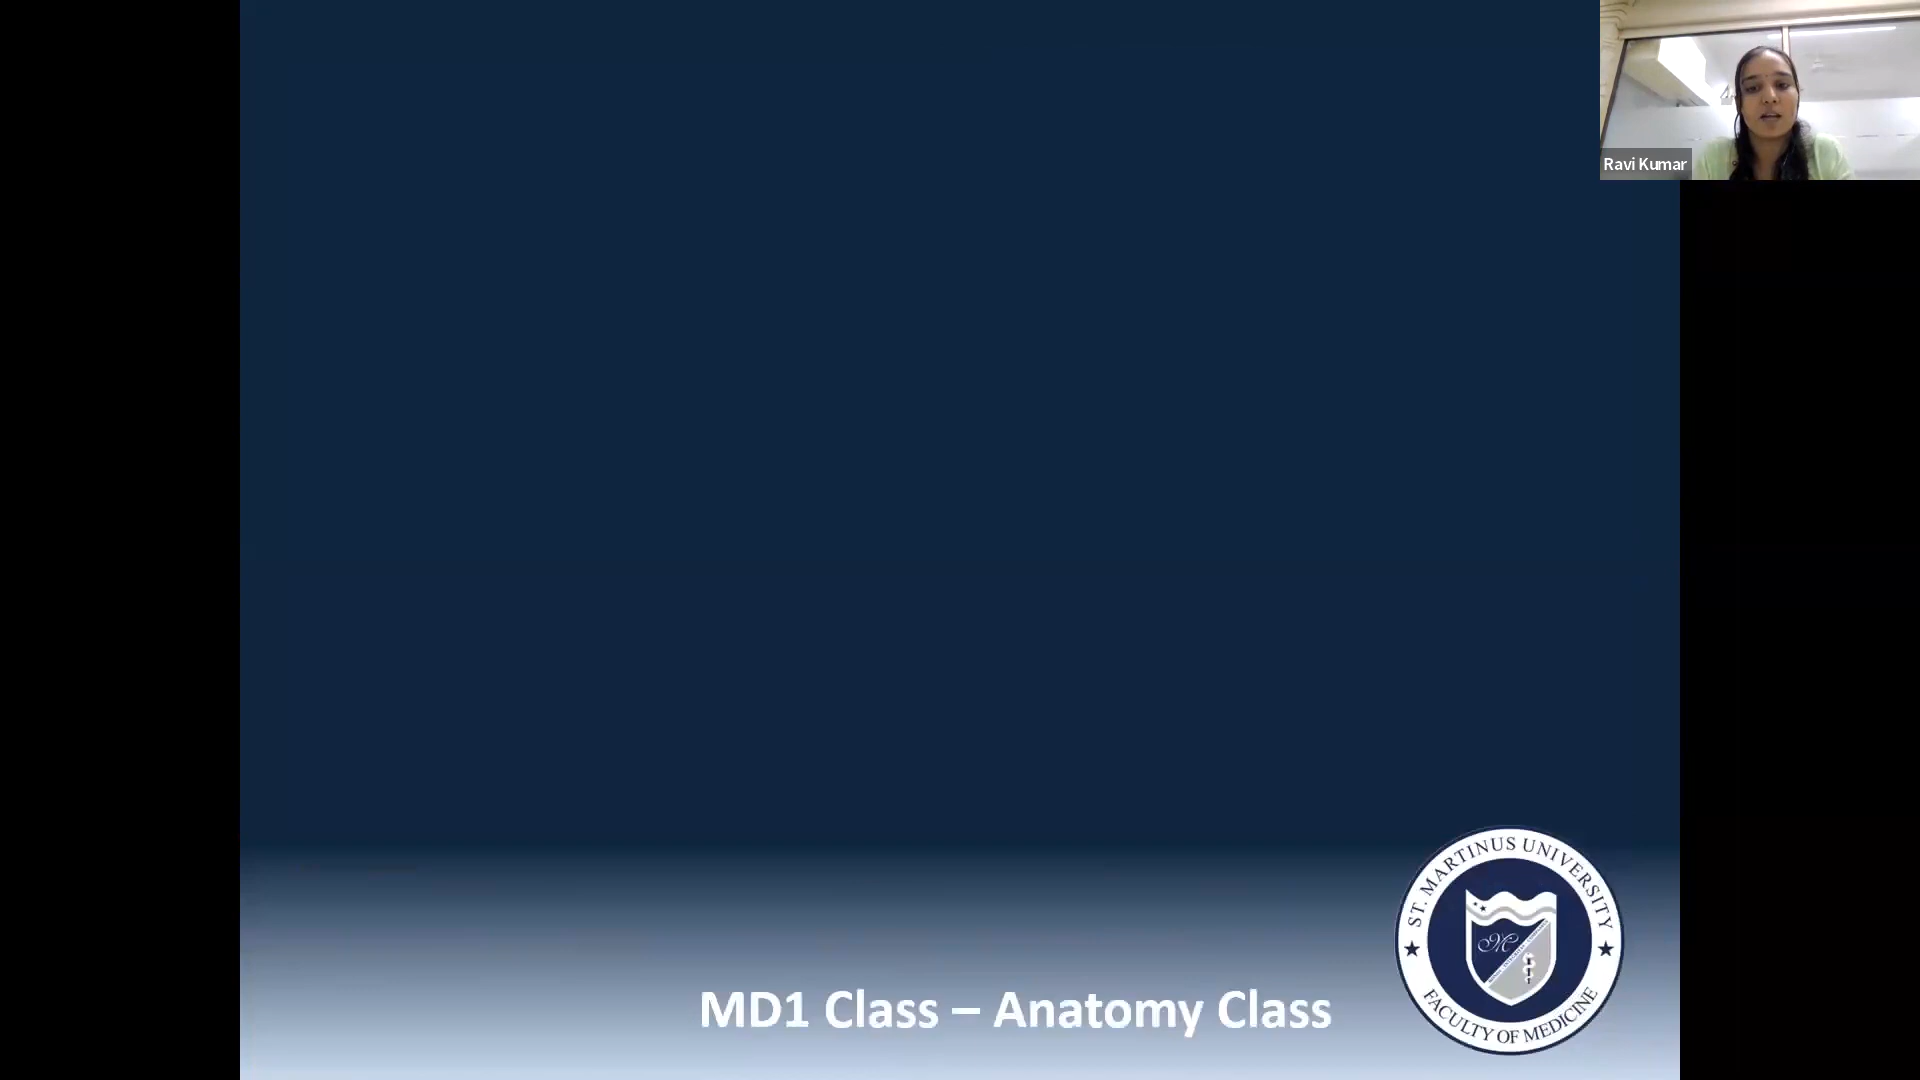 Ravi Kumar
MD1 Class – Anatomy Class
ST. MARTINUS UNIVERSITY
FACULTY OF MEDICINE
M